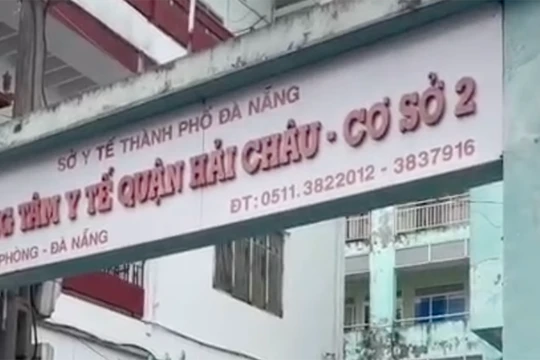 SỞ Y TẾ THÀNH PHỐ ĐÀ NẴNG
TÂM Y TẾ QUẬN HẢI CHÂU - CƠ SỞ 2
ĐT: 0511.3822012 - 3837916
PHÒNG - ĐÀ NẴNG